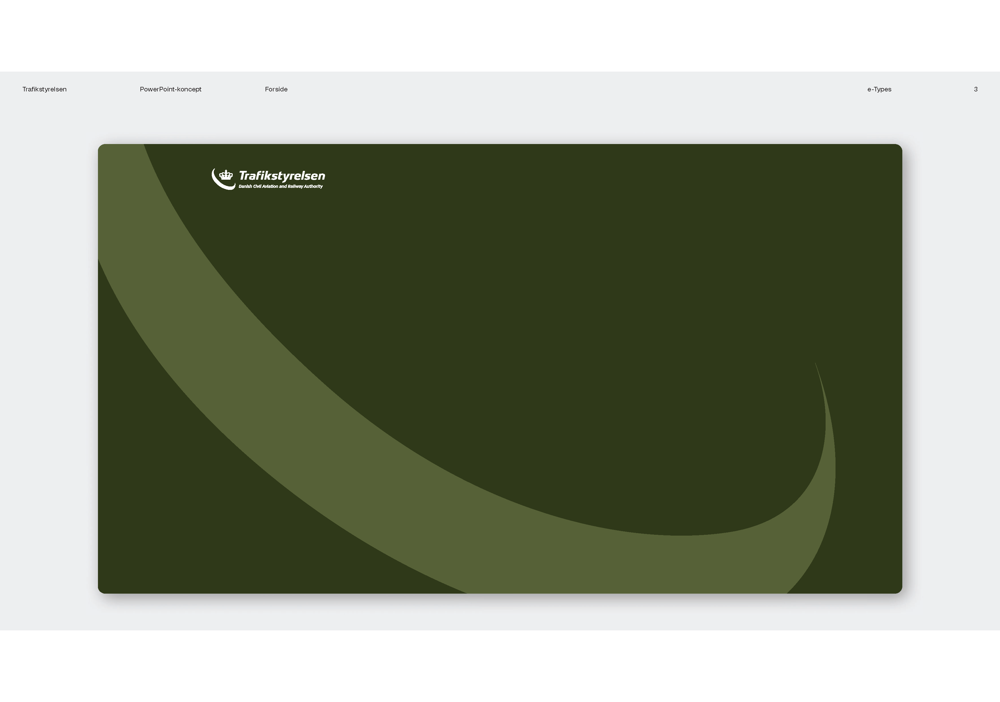 Trafikstyrelsen PowerPoint-koncept Forside e-Types 3
Trafikstyrelsen
Danish Civil Aviation and Railway Authority